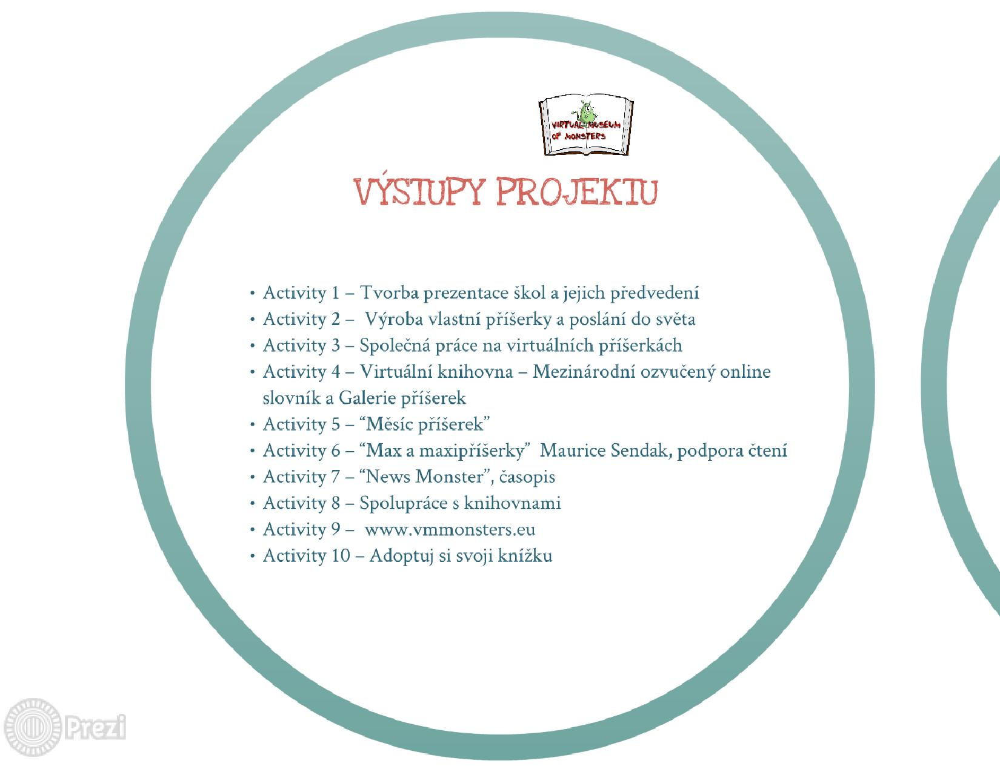 VIRTUAL MUSEUM
OF MONSTERS
VÝSTUPY PROJEKTU
• Activity 1 – Tvorba prezentace škol a jejich předvedení
• Activity 2 –  Výroba vlastní příšerky a poslání do světa
• Activity 3 – Společná práce na virtuálních příšerkách
• Activity 4 – Virtuální knihovna – Mezinárodní ozvučený online
slovník a Galerie příšerek
• Activity 5 – “Měsíc příšerek”
• Activity 6 – “Max a maxipříšerky”  Maurice Sendak, podpora čtení
• Activity 7 – “News Monster”, časopis
• Activity 8 – Spolupráce s knihovnami
• Activity 9 –  www.vmmonsters.eu
• Activity 10 – Adoptuj si svoji knížku
Prezi